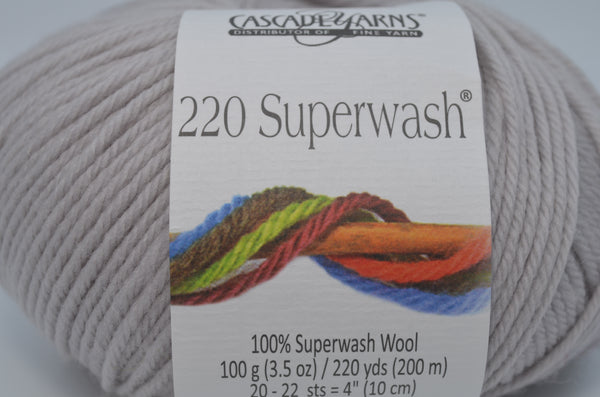 CASCADE YARNS
DISTRIBUTOR OF FINE YARN
220 Superwash®
100% Superwash Wool
100 g (3.5 oz) / 220 yds (200 m)
20 - 22 sts = 4" (10 cm)